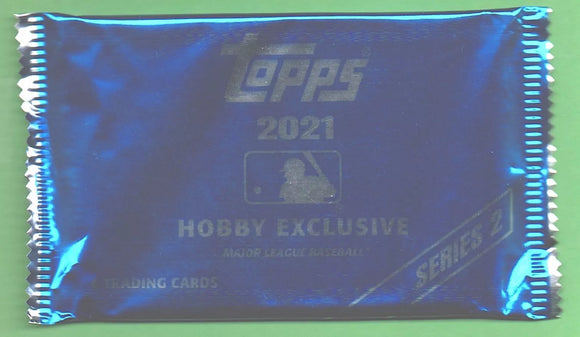 Topps
2021
HOBBY EXCLUSIVE
MAJOR LEAGUE BASEBALL
SERIES 2
TRADING CARDS